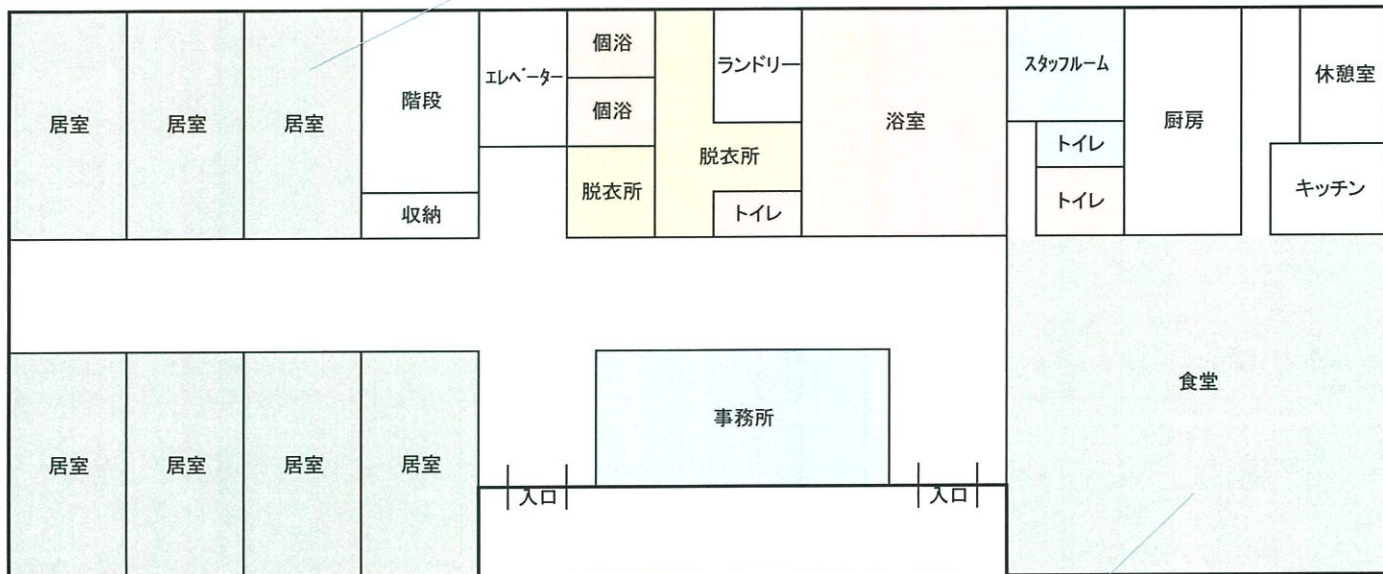 居室
居室
居室
階段
収納
エレベーター
個浴
個浴
脱衣所
脱衣所
ランドリー
トイレ
浴室
スタッフルーム
トイレ
トイレ
厨房
休憩室
キッチン
食堂
事務所
入口
入口
居室
居室
居室
居室